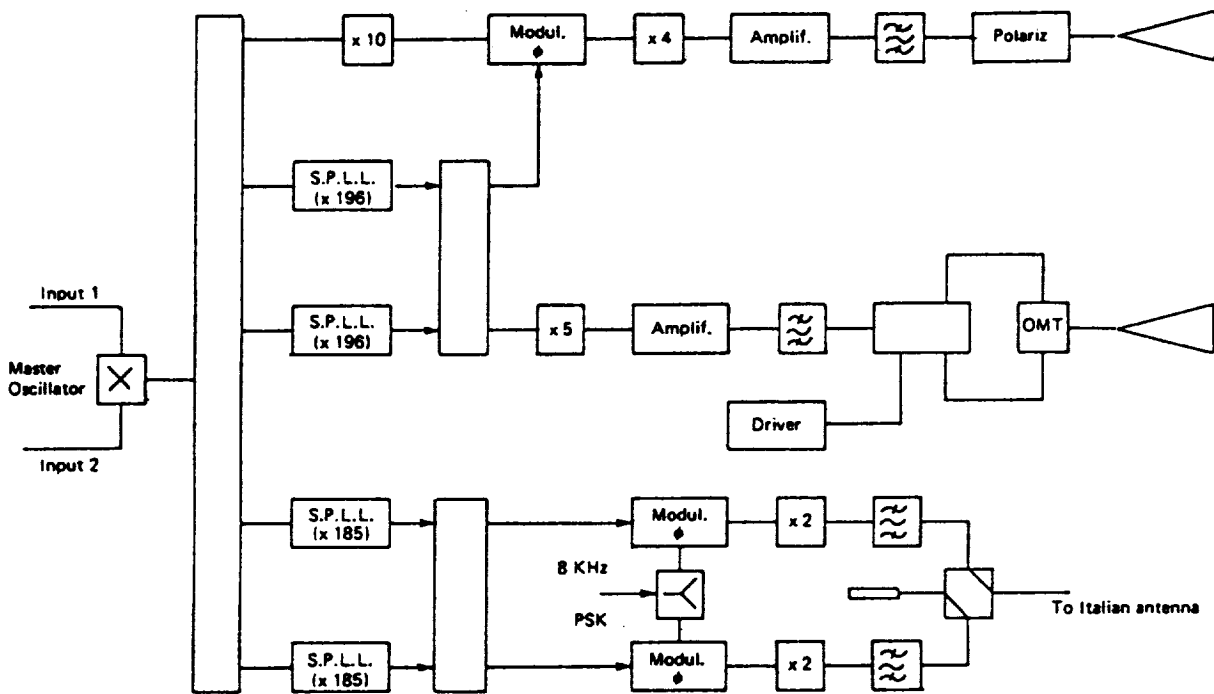 x 10
Modul.
φ
x 4
Amplif.
Polariz
S.P.L.L.
(x 196)
Input 1
S.P.L.L.
(x 196)
x 5
Amplif.
OMT
Master
Oscillator
Driver
Input 2
S.P.L.L.
(x 185)
Modul.
φ
x 2
8 KHz
PSK
To Italian antenna
S.P.L.L.
(x 185)
Modul.
φ
x 2